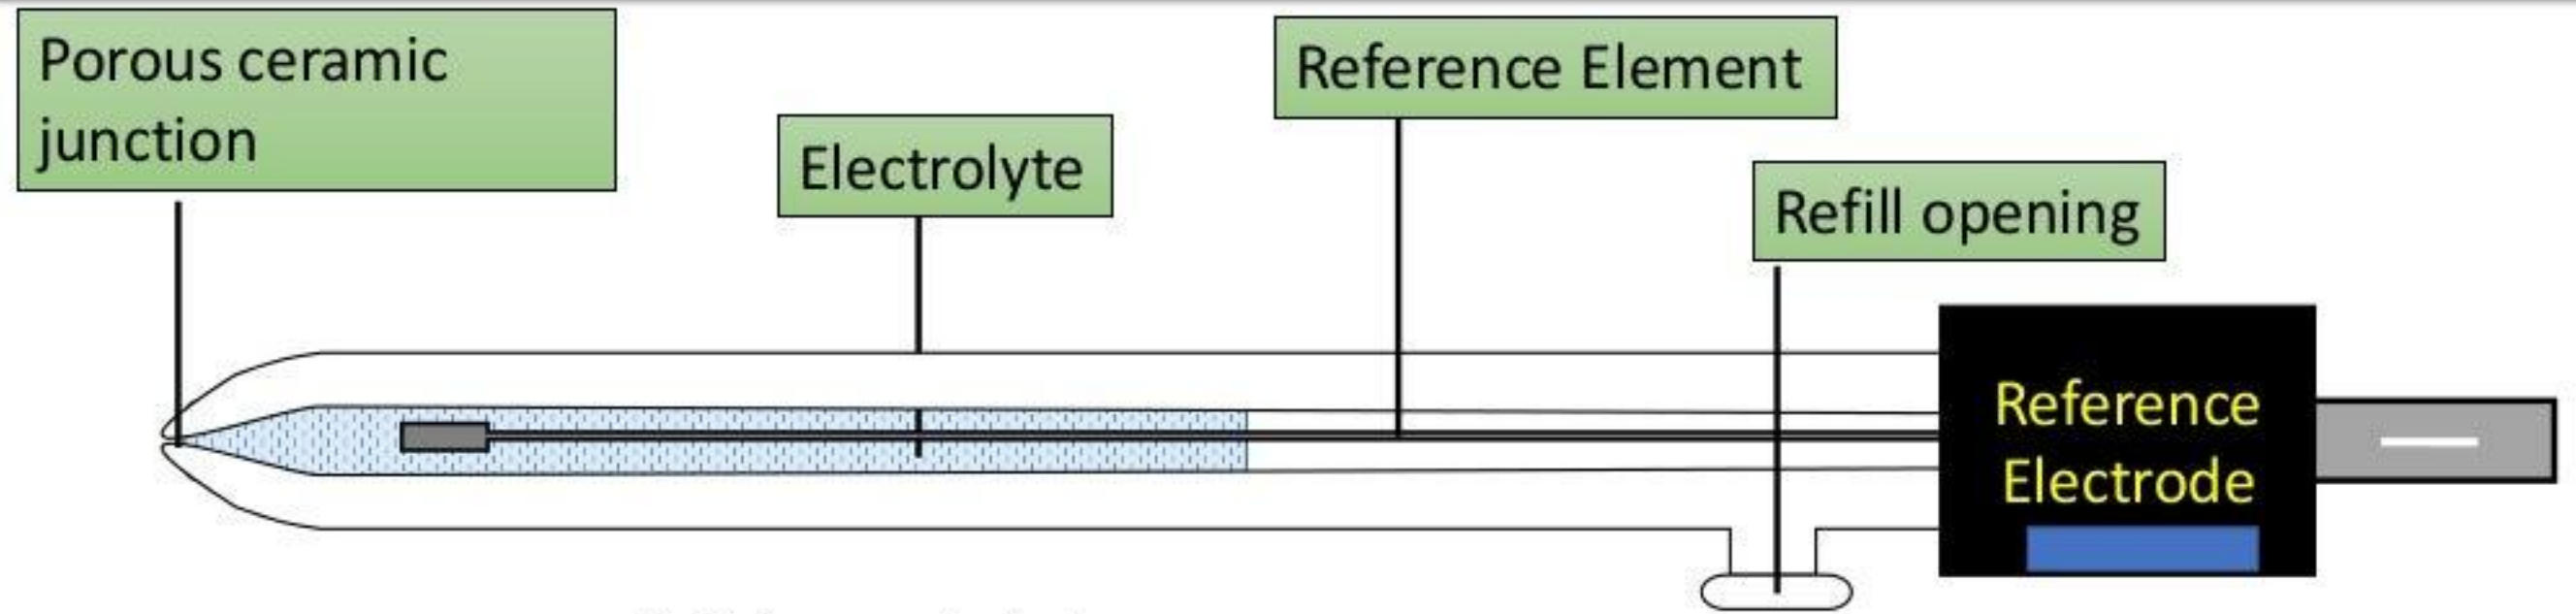 Porous ceramic
junction
Electrolyte
Reference Element
Refill opening
Reference
Electrode